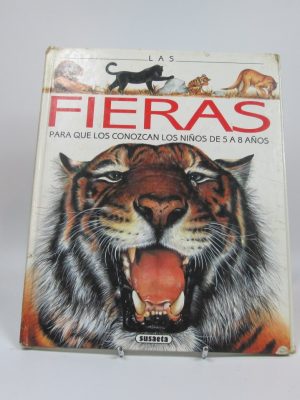 LAS
FIERAS
PARA QUE LOS CONOZCAN LOS NIÑOS DE 5 A 8 AÑOS
susaeta